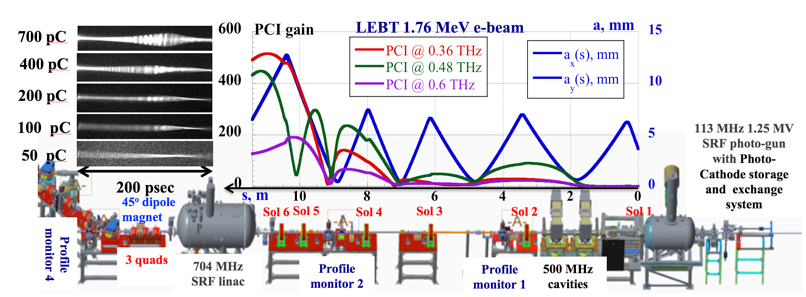 700 pC
400 pC
200 pC
100 pC
50 pC
200 psec
600
400
200
0
PCI gain
LEBT 1.76 MeV e-beam
a, mm
15
10
5
0
PCI @ 0.36 THz
PCI @ 0.48 THz
PCI @ 0.6 THz
aₓ(s), mm
aᵧ(s), mm
s, m
10
8
6
4
2
0
113 MHz 1.25 MV
SRF photo-gun
with Photo-
Cathode storage
and exchange
system
45º dipole
magnet
Sol 6
Sol 5
Sol 4
Sol 3
Sol 2
Sol 1
Profile
monitor 4
3 quads
704 MHz
SRF linac
Profile
monitor 2
Profile
monitor 1
500 MHz
cavities
A
A